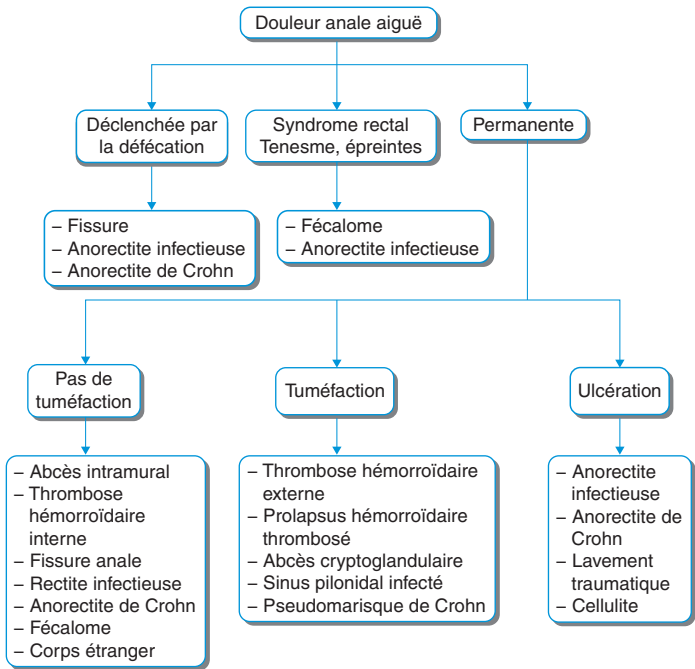 Douleur anale aiguë
Déclenchée par
la défécation
Syndrome rectal
Tenesme, épreintes
Permanente
– Fissure
– Anorectite infectieuse
– Anorectite de Crohn
– Fécalome
– Anorectite infectieuse
Pas de
tuméfaction
Tuméfaction
Ulcération
– Abcès intramural
– Thrombose
hémorroïdaire
interne
– Fissure anale
– Rectite infectieuse
– Anorectite de Crohn
– Fécalome
– Corps étranger
– Thrombose hémorroïdaire
externe
– Prolapsus hémorroïdaire
thrombosé
– Abcès cryptoglandulaire
– Sinus pilonidal infecté
– Pseudomarisque de Crohn
– Anorectite
infectieuse
– Anorectite de
Crohn
– Lavement
traumatique
– Cellulite